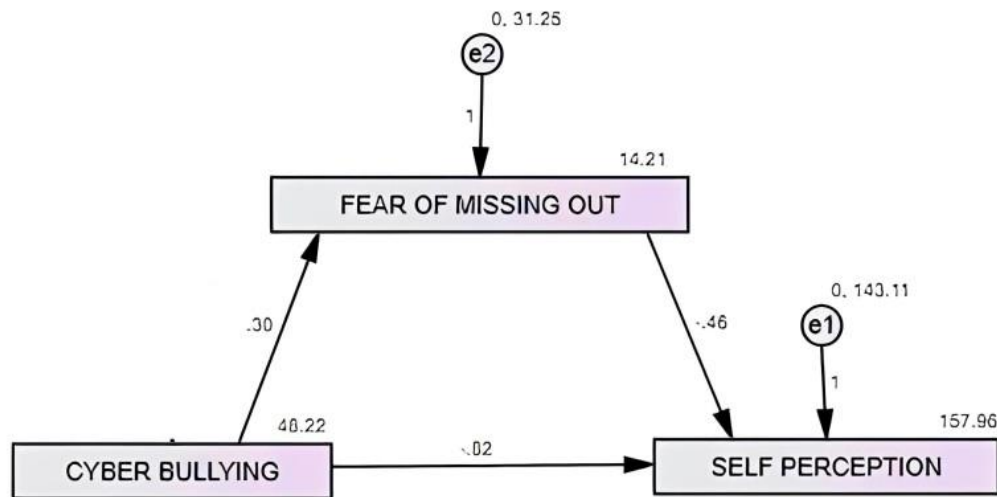 0, 31.25
e2
1
14.21
FEAR OF MISSING OUT
0, 143.11
e1
.30
-.46
1
48.22
157.96
CYBER BULLYING
-.82
SELF PERCEPTION